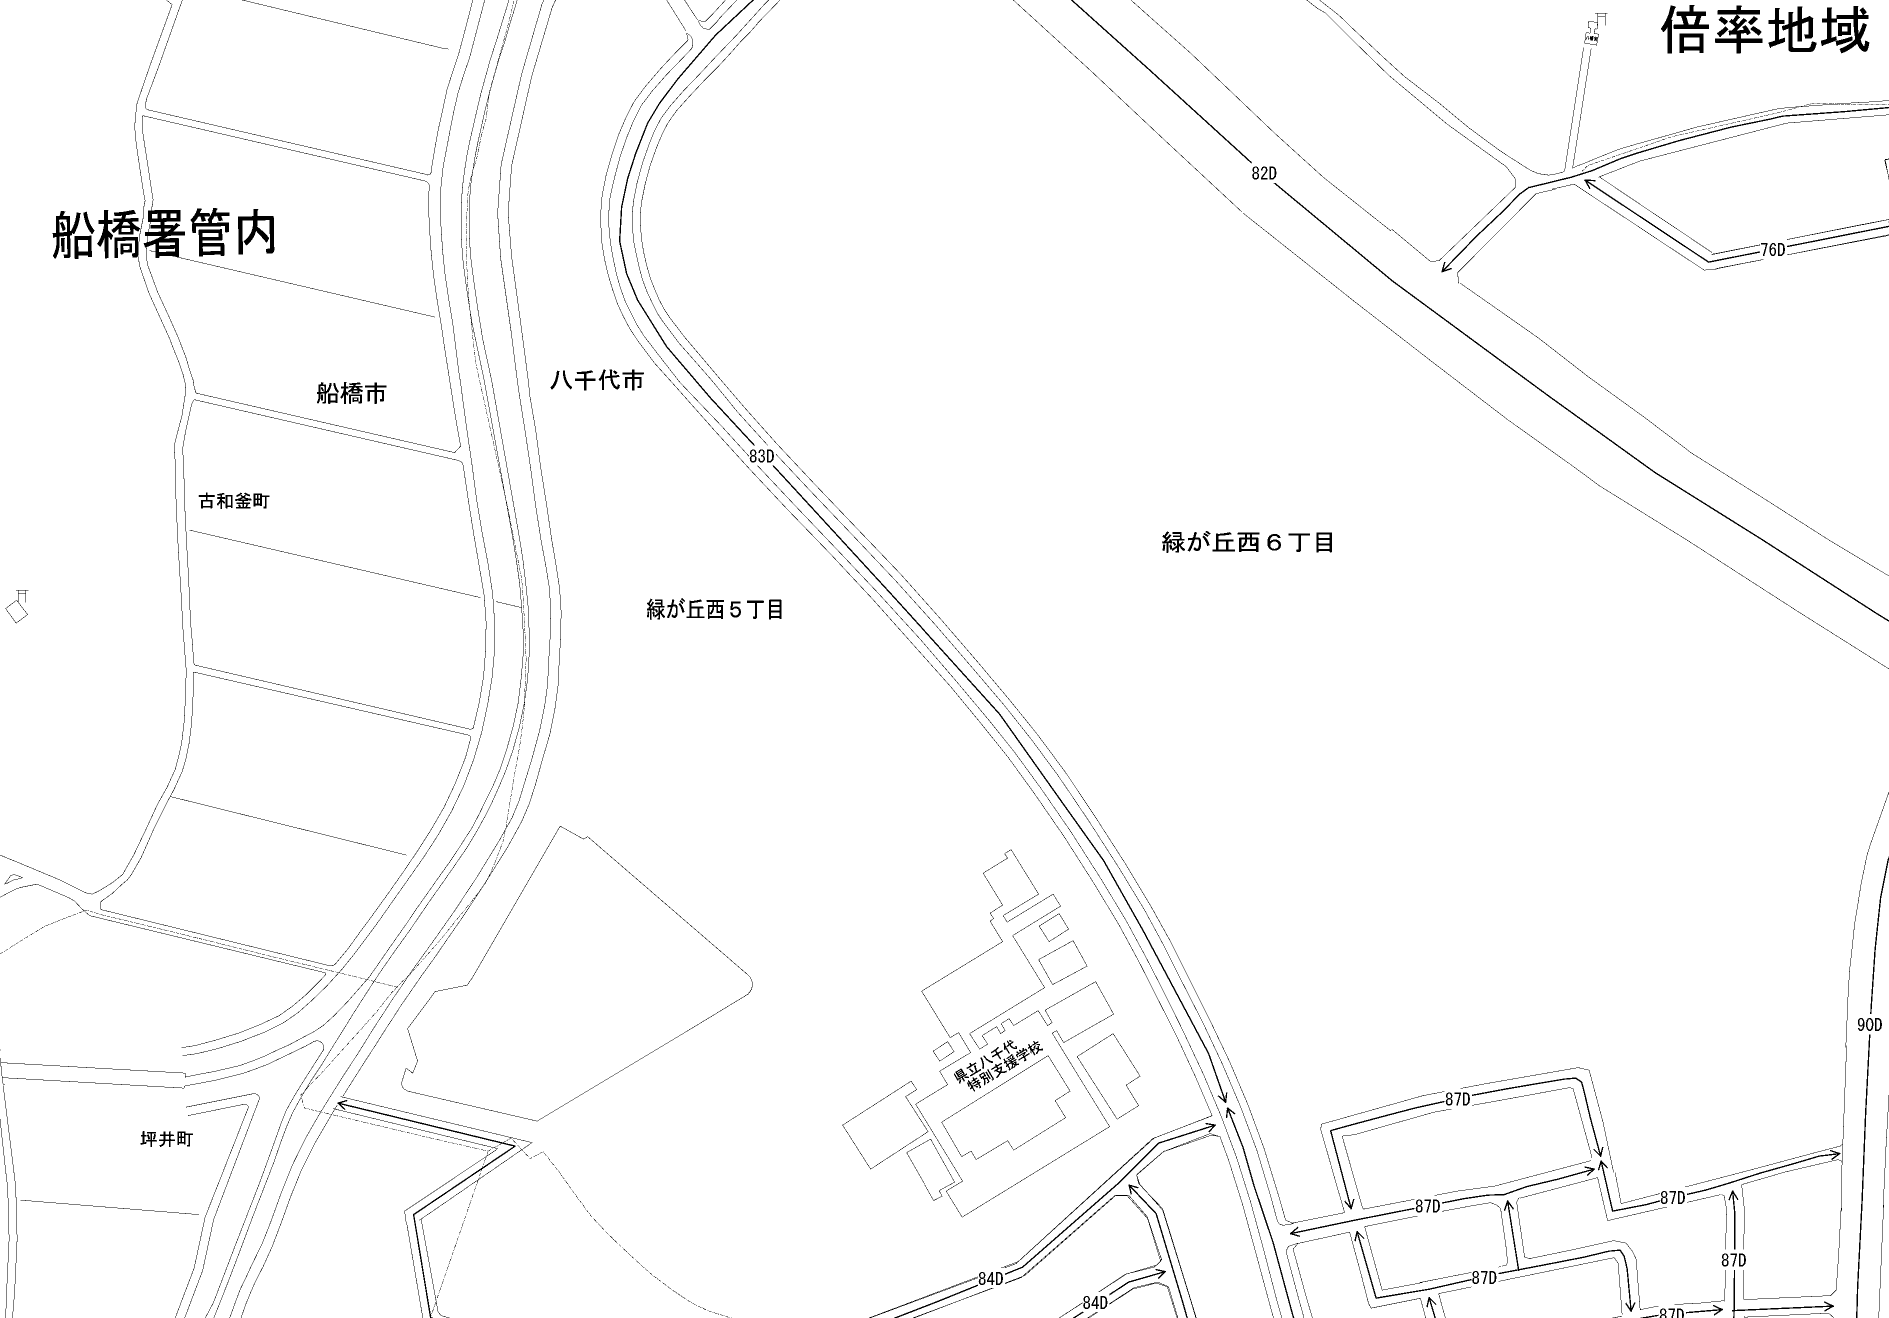 倍率地域
82D
船橋署管内
76D
船橋市
八千代市
83D
古和釜町
緑が丘西６丁目
緑が丘西５丁目
90D
県立八千代
特別支援学校
87D
坪井町
87D
87D
87D
84D
87D
84D
87D